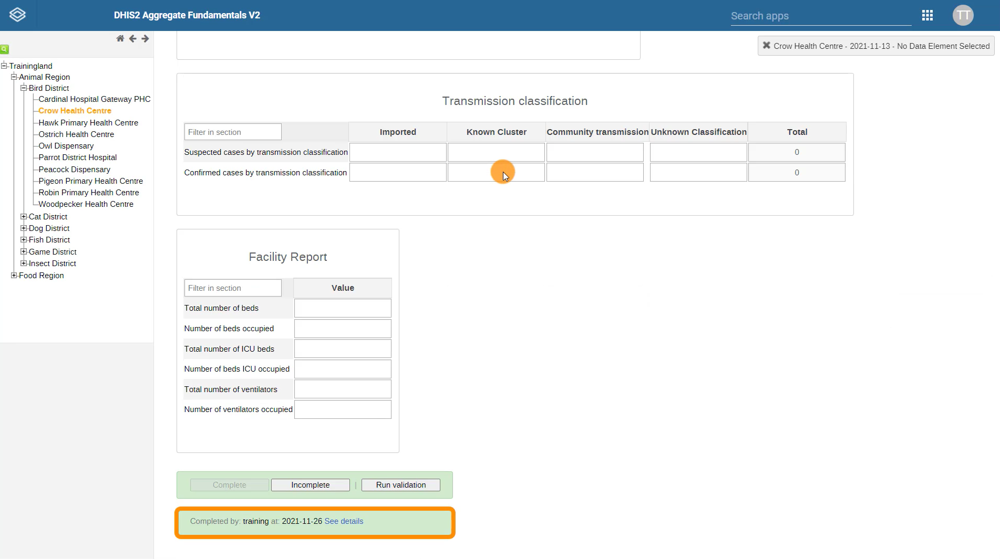 DHIS2 Aggregate Fundamentals V2
Search apps
TT
Crow Health Centre - 2021-11-13 - No Data Element Selected
Trainingland
Animal Region
Bird District
Cardinal Hospital Gateway PHC
Crow Health Centre
Hawk Primary Health Centre
Ostrich Health Centre
Owl Dispensary
Parrot District Hospital
Peacock Dispensary
Pigeon Primary Health Centre
Robin Primary Health Centre
Woodpecker Health Centre
Cat District
Dog District
Fish District
Game District
Insect District
Food Region
Transmission classification
Filter in section Imported Known Cluster Community transmission Unknown Classification Total
Suspected cases by transmission classification 0
Confirmed cases by transmission classification 0
Facility Report
Filter in section Value
Total number of beds
Number of beds occupied
Total number of ICU beds
Number of beds ICU occupied
Total number of ventilators
Number of ventilators occupied
Complete Incomplete | Run validation
Completed by: training at: 2021-11-26 See details